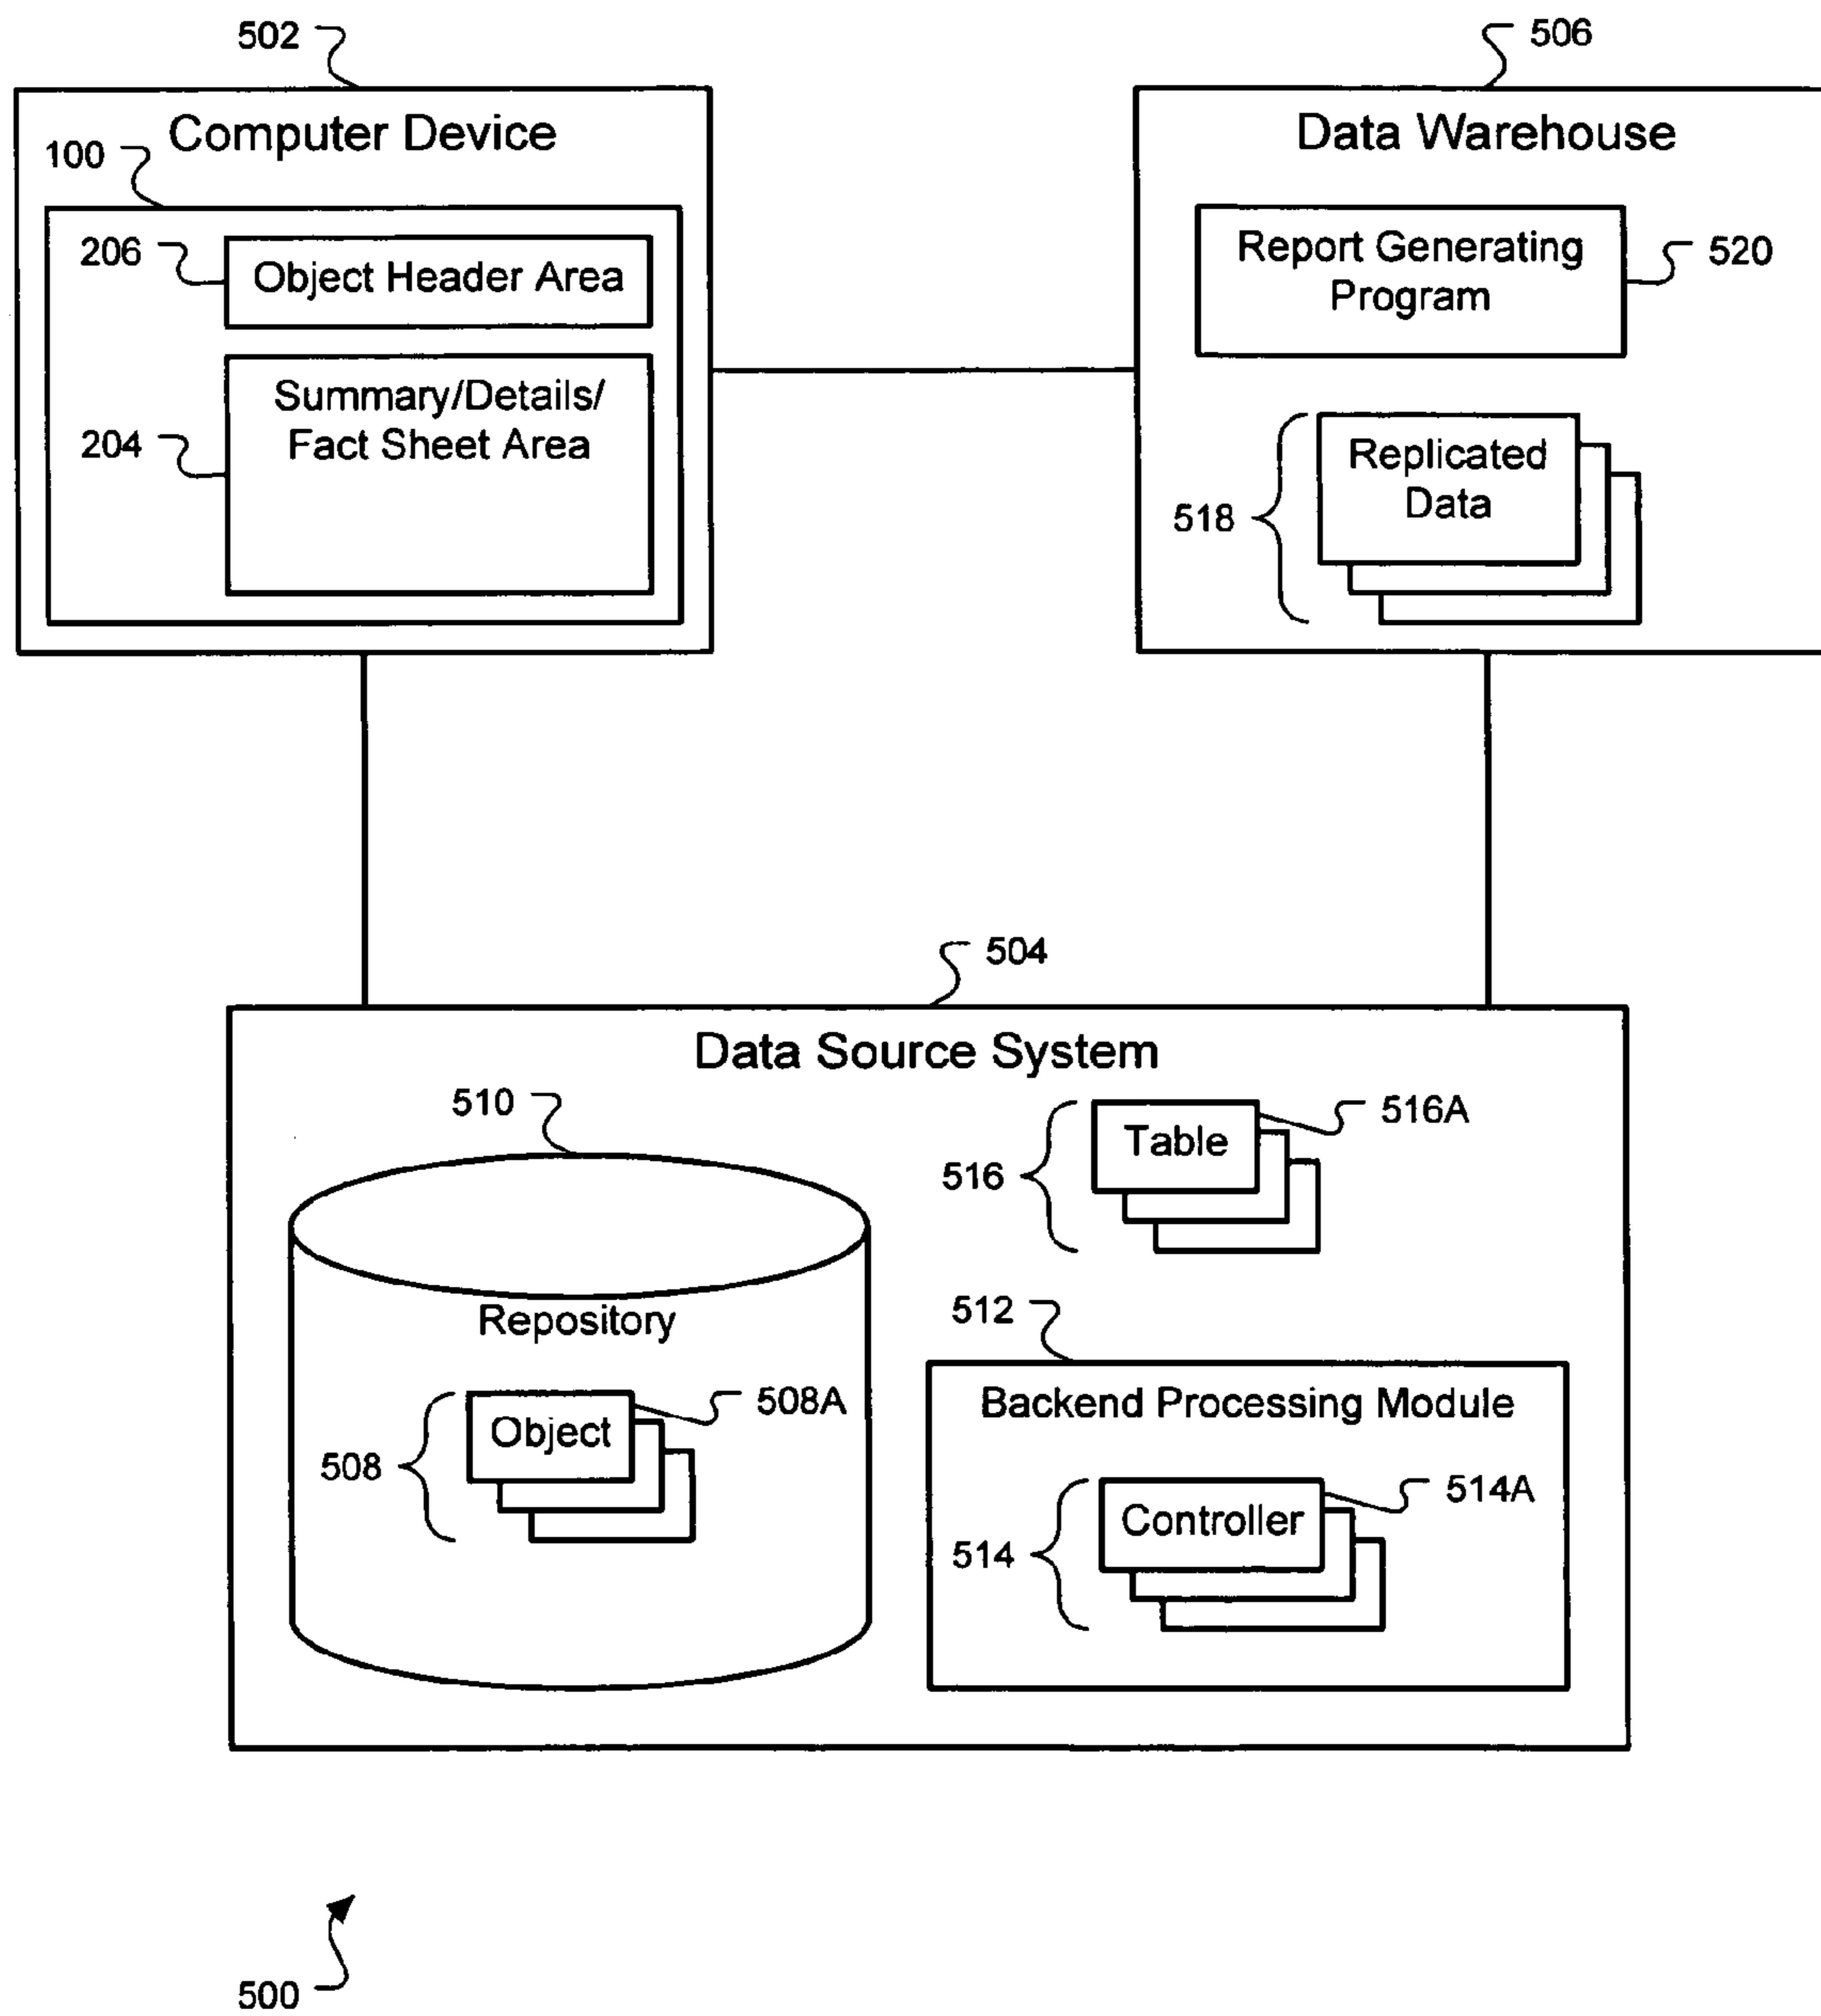 502
506
Computer Device
Data Warehouse
100
206
Object Header Area
Report Generating
Program
520
204
Summary/Details/
Fact Sheet Area
518
Replicated
Data
504
Data Source System
510
516A
516
Table
Repository
512
508A
508
Object
Backend Processing Module
514A
514
Controller
500